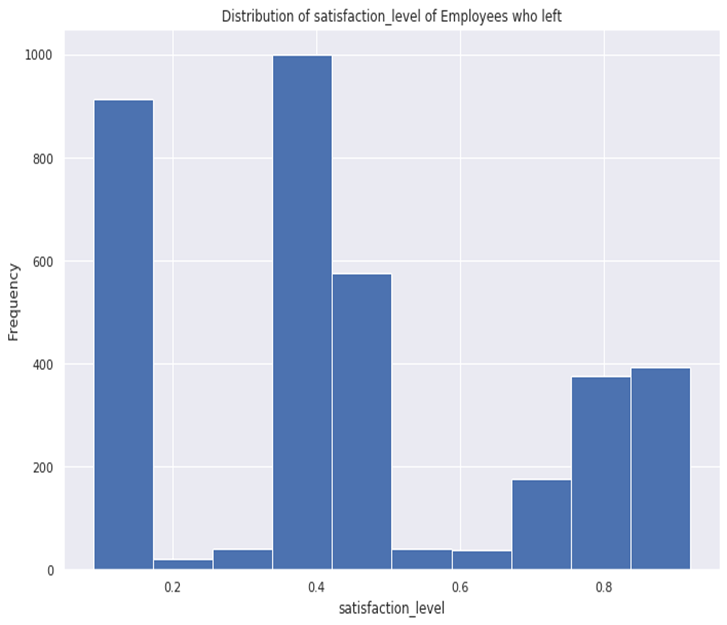 Distribution of satisfaction_level of Employees who left
1000
800
600
400
200
0
Frequency
0.2 0.4 0.6 0.8
satisfaction_level